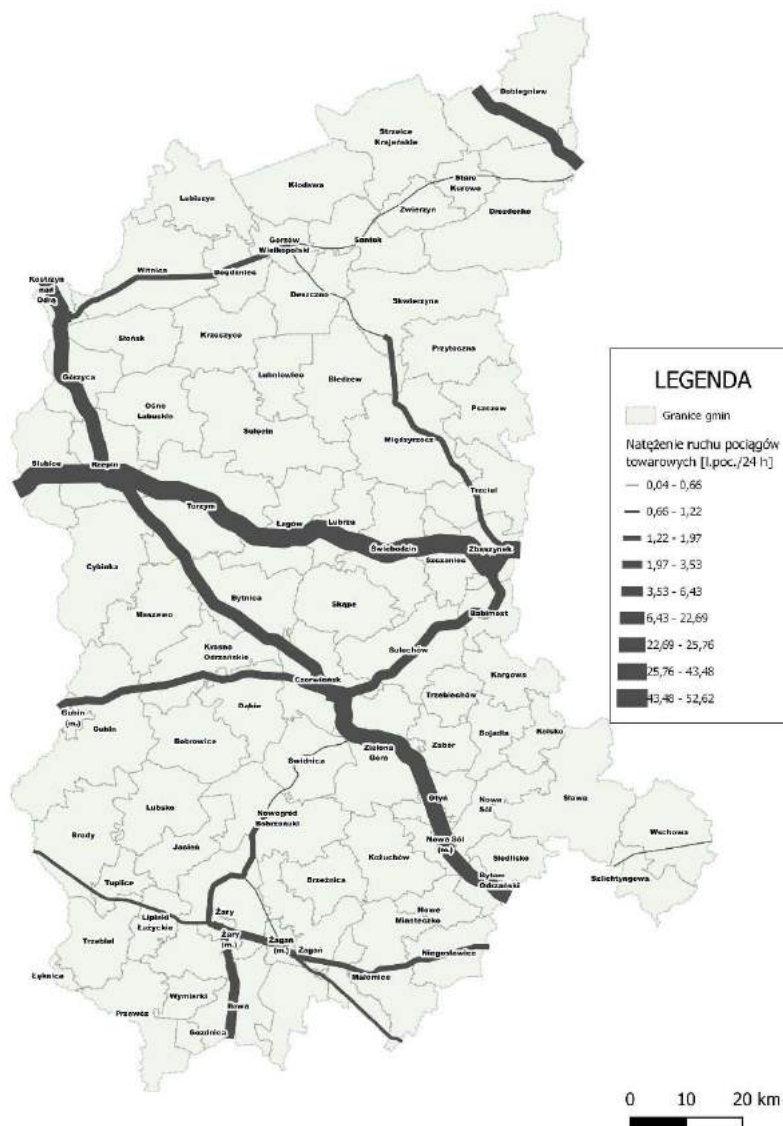 Dobiegniew
Strzelce
Krajeńskie
Stare
Kurowo
Kłodawa
Lubiszyn
Zwierzyn
Drezdenko
Gorzów
Wielkopolski
Santok
Kostrzyn
nad
Odrą
Witnica
Bogdaniec
Deszczno
Skwierzyna
Słońsk
Krzeszyce
Przytoczna
Lubniewice
Bledzew
Górzyca
Ośno
Lubuskie
Pszczew
Sulęcin
Międzyrzecz
Słubice
Rzepin
Trzciel
Torzym
Łagów
Lubrza
Świebodzin
Zbąszynek
Szczaniec
Cybinka
Bytnica
Skąpe
Babimost
Maszewo
Krosno
Odrzańskie
Sulechów
Kargowa
Czerwieńsk
Trzebiechów
Gubin
(m.)
Gubin
Dąbie
Bojadła
Kolsko
Bobrowice
Zielona
Góra
Zabór
Świdnica
Sława
Lubsko
Otyń
Nowa
Sól
Nowogród
Bobrzański
Wschowa
Brody
Jasień
Nowa Sól
(m.)
Kożuchów
Siedlisko
Tuplice
Brzeźnica
Bytom
Odrzański
Szlichtyngowa
Lipinki
Łużyckie
Żary
Nowe
Miasteczko
Trzebiel
Żary
(m.)
Żagań
(m.)
Żagań
Niegosławice
Łęknica
Małomice
Wymiarki
Iłowa
Przewóz
Gozdnica
LEGENDA
Granice gmin
Natężenie ruchu pociągów
towarowych [l.poc./24 h]
0,04 - 0,66
0,66 - 1,22
1,22 - 1,97
1,97 - 3,53
3,53 - 6,43
6,43 - 22,69
22,69 - 25,76
25,76 - 43,48
43,48 - 52,62
0 10 20 km